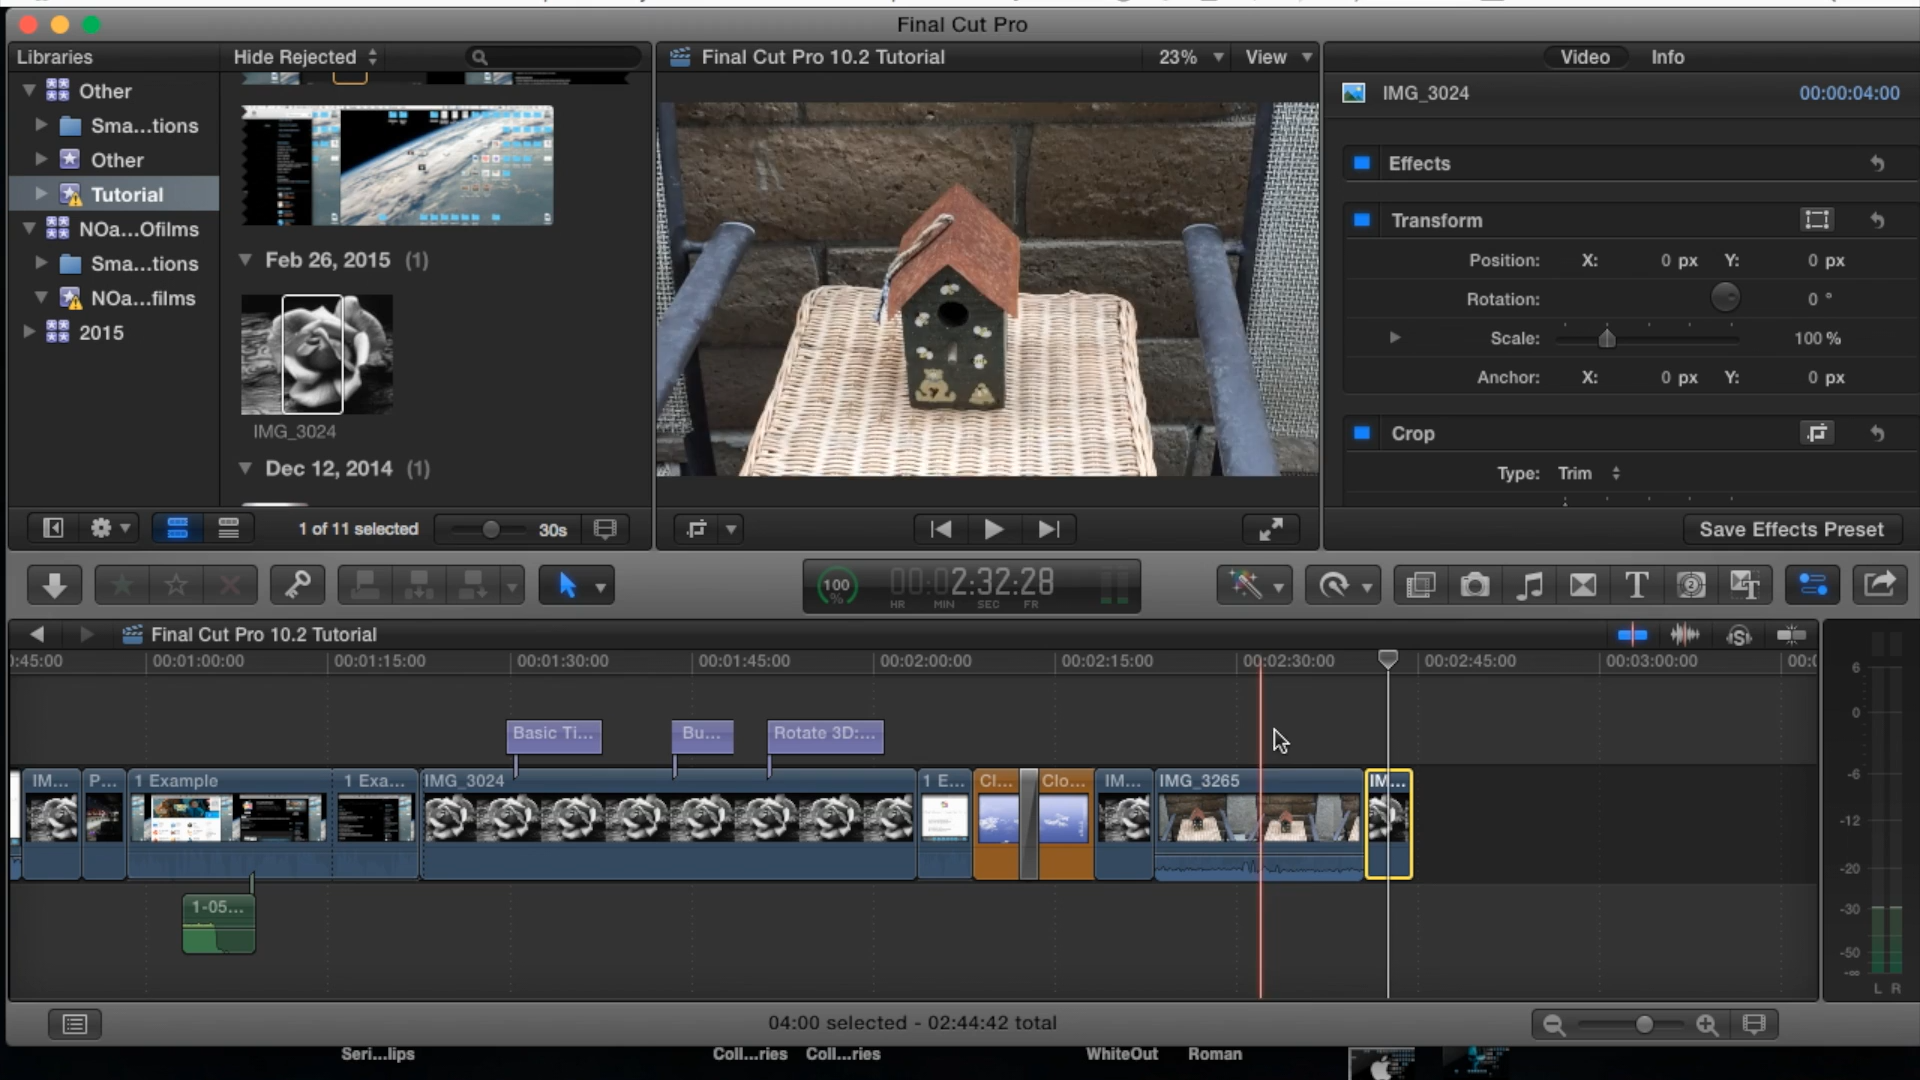 Final Cut Pro
Libraries
Hide Rejected
Final Cut Pro 10.2 Tutorial
23%
View
Video
Info
Other
Sma...tions
Other
Tutorial
NOa...Ofilms
Sma...tions
NOa...films
2015
Feb 26, 2015 (1)
IMG_3024
Dec 12, 2014 (1)
IMG_3024
00:00:04:00
Effects
Transform
Position: X: 0 px Y: 0 px
Rotation: 0 °
Scale: 100 %
Anchor: X: 0 px Y: 0 px
Crop
Type: Trim
1 of 11 selected
30s
Save Effects Preset
100 %
00:02:32:28
HR MIN SEC FR
T
Final Cut Pro 10.2 Tutorial
):45:00
00:01:00:00
00:01:15:00
00:01:30:00
00:01:45:00
00:02:00:00
00:02:15:00
00:02:30:00
00:02:45:00
00:03:00:00
00:0
Basic Ti...
Bu...
Rotate 3D:...
IM...
P...
1 Example
1 Exa...
IMG_3024
1 E...
Cl...
Clo...
IM...
IMG_3265
IM...
1-05...
6
0
-6
-12
-20
-30
-50
-∞
L R
04:00 selected - 02:44:42 total
Seri...lips
Coll...ries
Coll...ries
WhiteOut
Roman